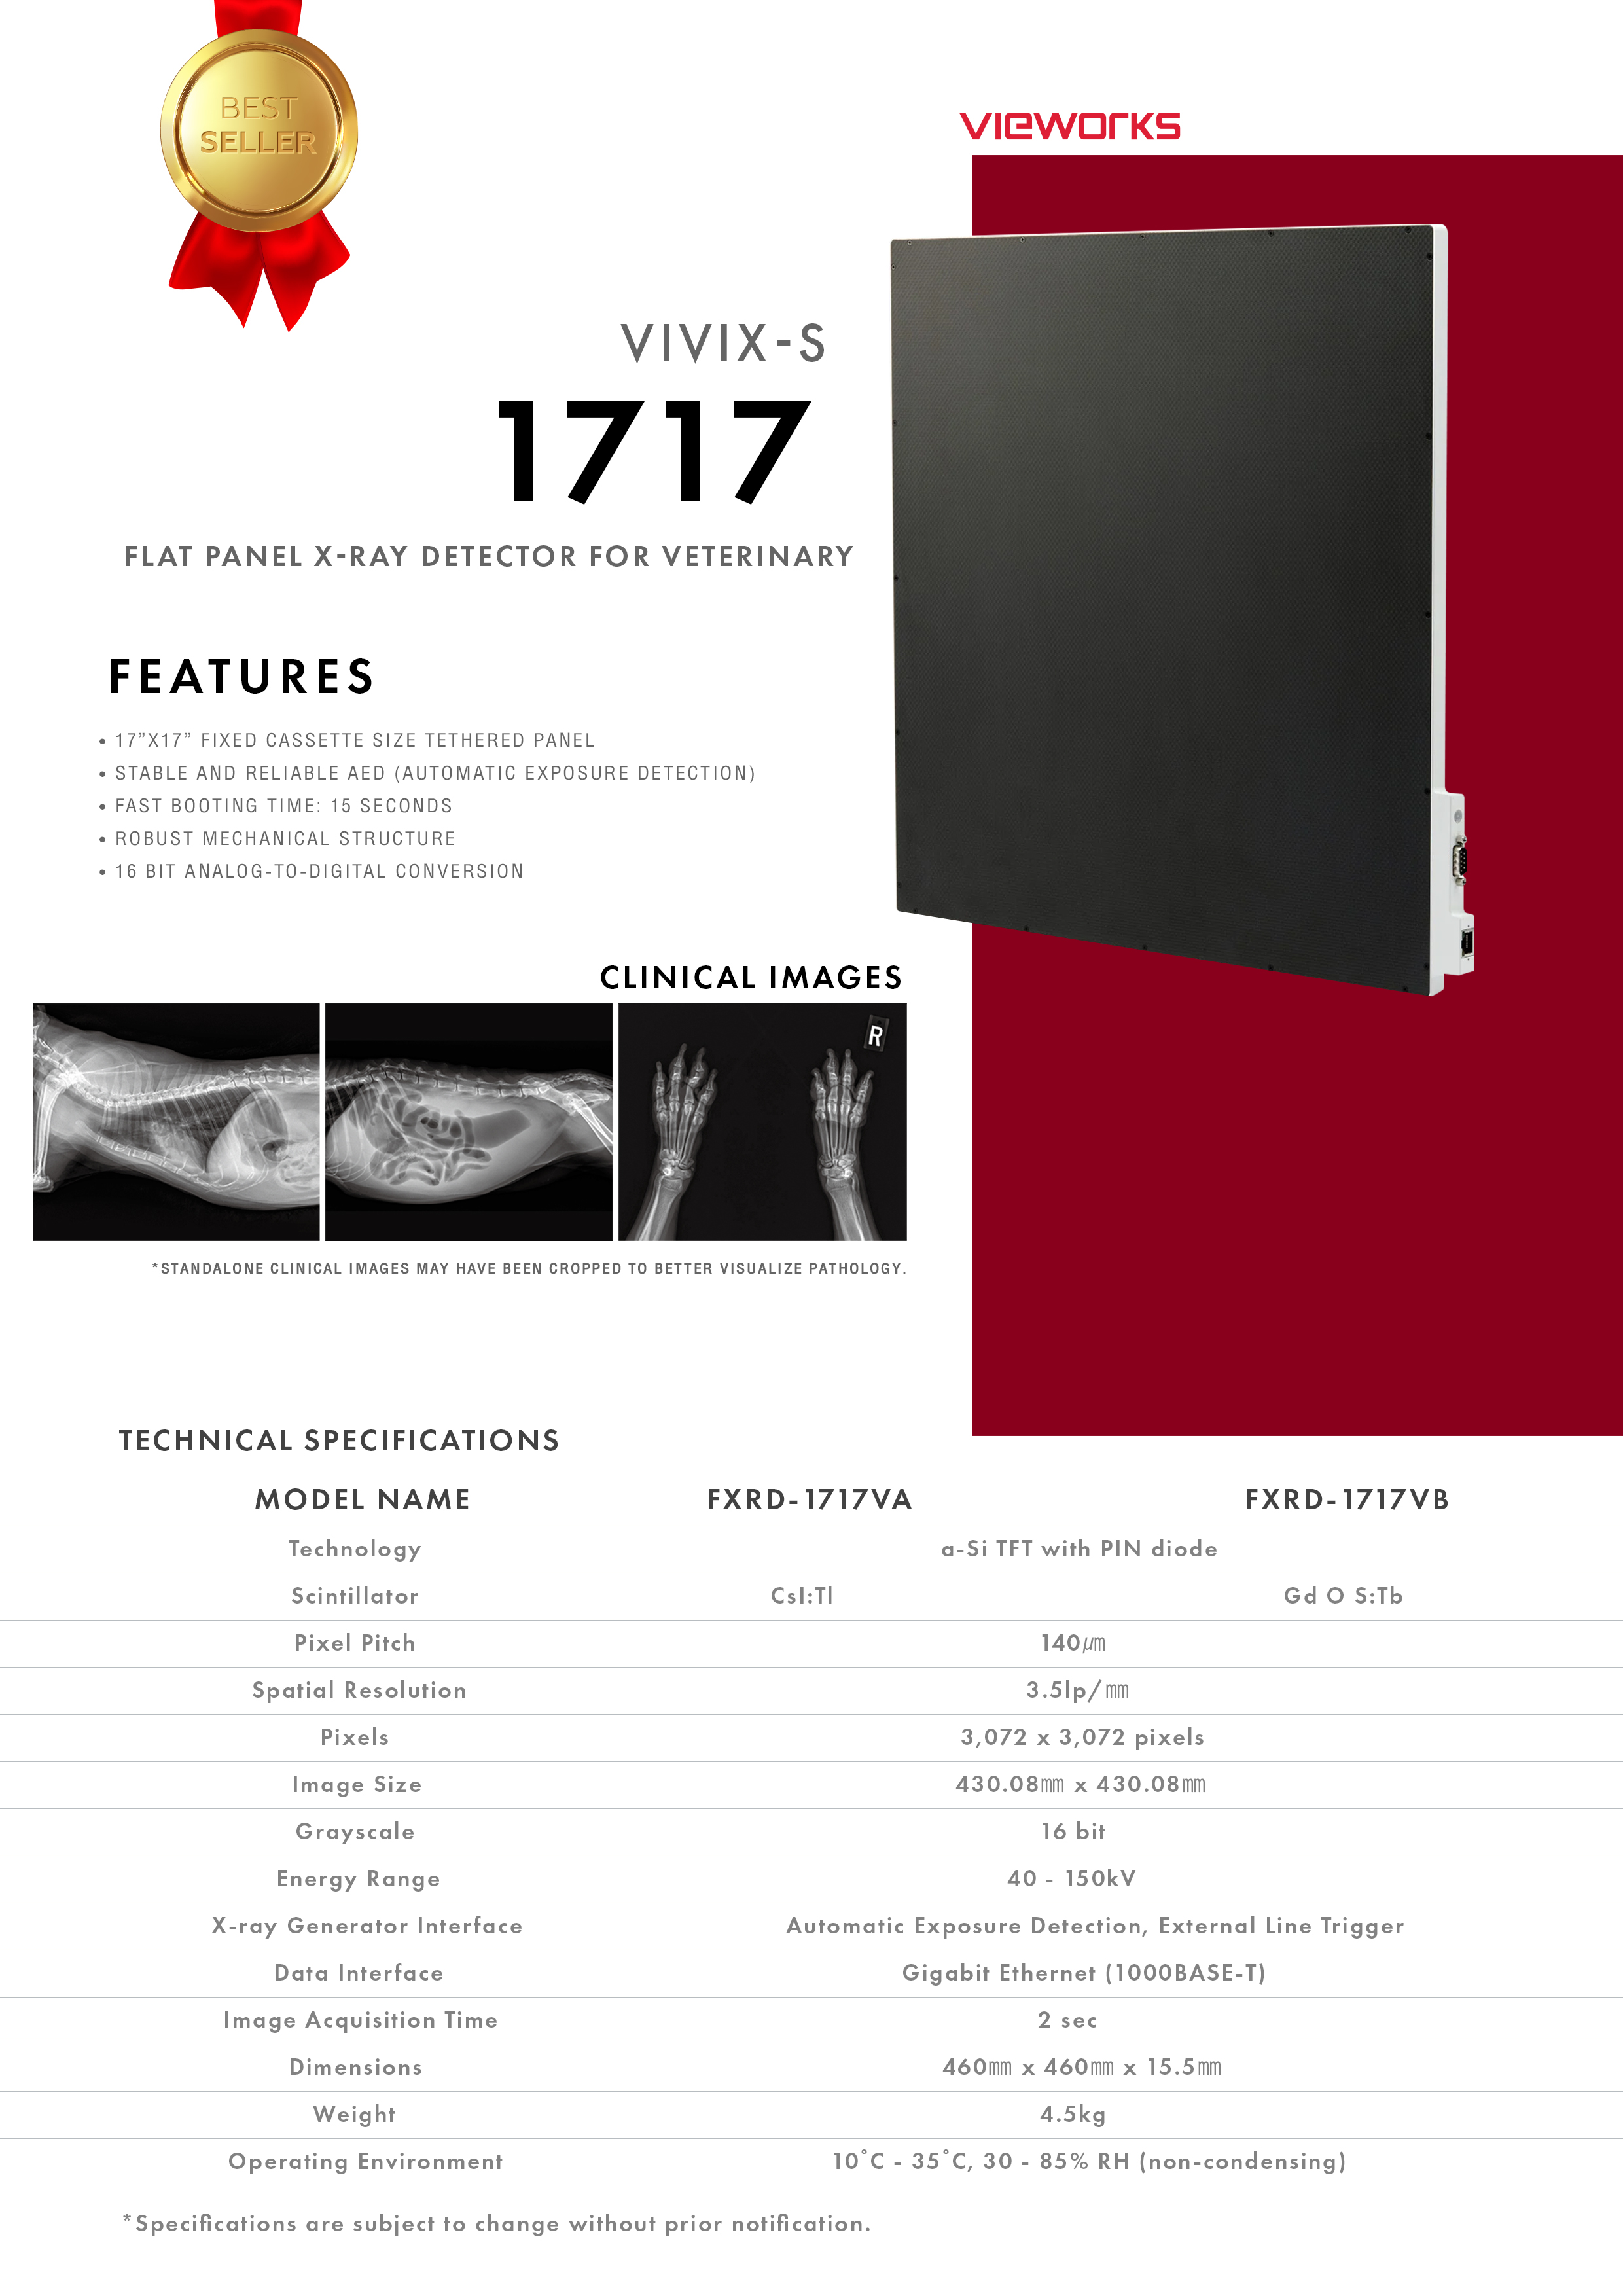 BEST
SELLER
VIEWORKS
VIVIX-S
1717
FLAT PANEL X-RAY DETECTOR FOR VETERINARY
FEATURES
• 17”X17” FIXED CASSETTE SIZE TETHERED PANEL
• STABLE AND RELIABLE AED (AUTOMATIC EXPOSURE DETECTION)
• FAST BOOTING TIME: 15 SECONDS
• ROBUST MECHANICAL STRUCTURE
• 16 BIT ANALOG-TO-DIGITAL CONVERSION
CLINICAL IMAGES
R
*STANDALONE CLINICAL IMAGES MAY HAVE BEEN CROPPED TO BETTER VISUALIZE PATHOLOGY.
TECHNICAL SPECIFICATIONS
MODEL NAME FXRD-1717VA FXRD-1717VB
Technology a-Si TFT with PIN diode
Scintillator CsI:Tl Gd O S:Tb
Pixel Pitch 140㎛
Spatial Resolution 3.5lp/㎜
Pixels 3,072 x 3,072 pixels
Image Size 430.08㎜ x 430.08㎜
Grayscale 16 bit
Energy Range 40 - 150kV
X-ray Generator Interface Automatic Exposure Detection, External Line Trigger
Data Interface Gigabit Ethernet (1000BASE-T)
Image Acquisition Time 2 sec
Dimensions 460㎜ x 460㎜ x 15.5㎜
Weight 4.5kg
Operating Environment 10˚C - 35˚C, 30 - 85% RH (non-condensing)
*Specifications are subject to change without prior notification.